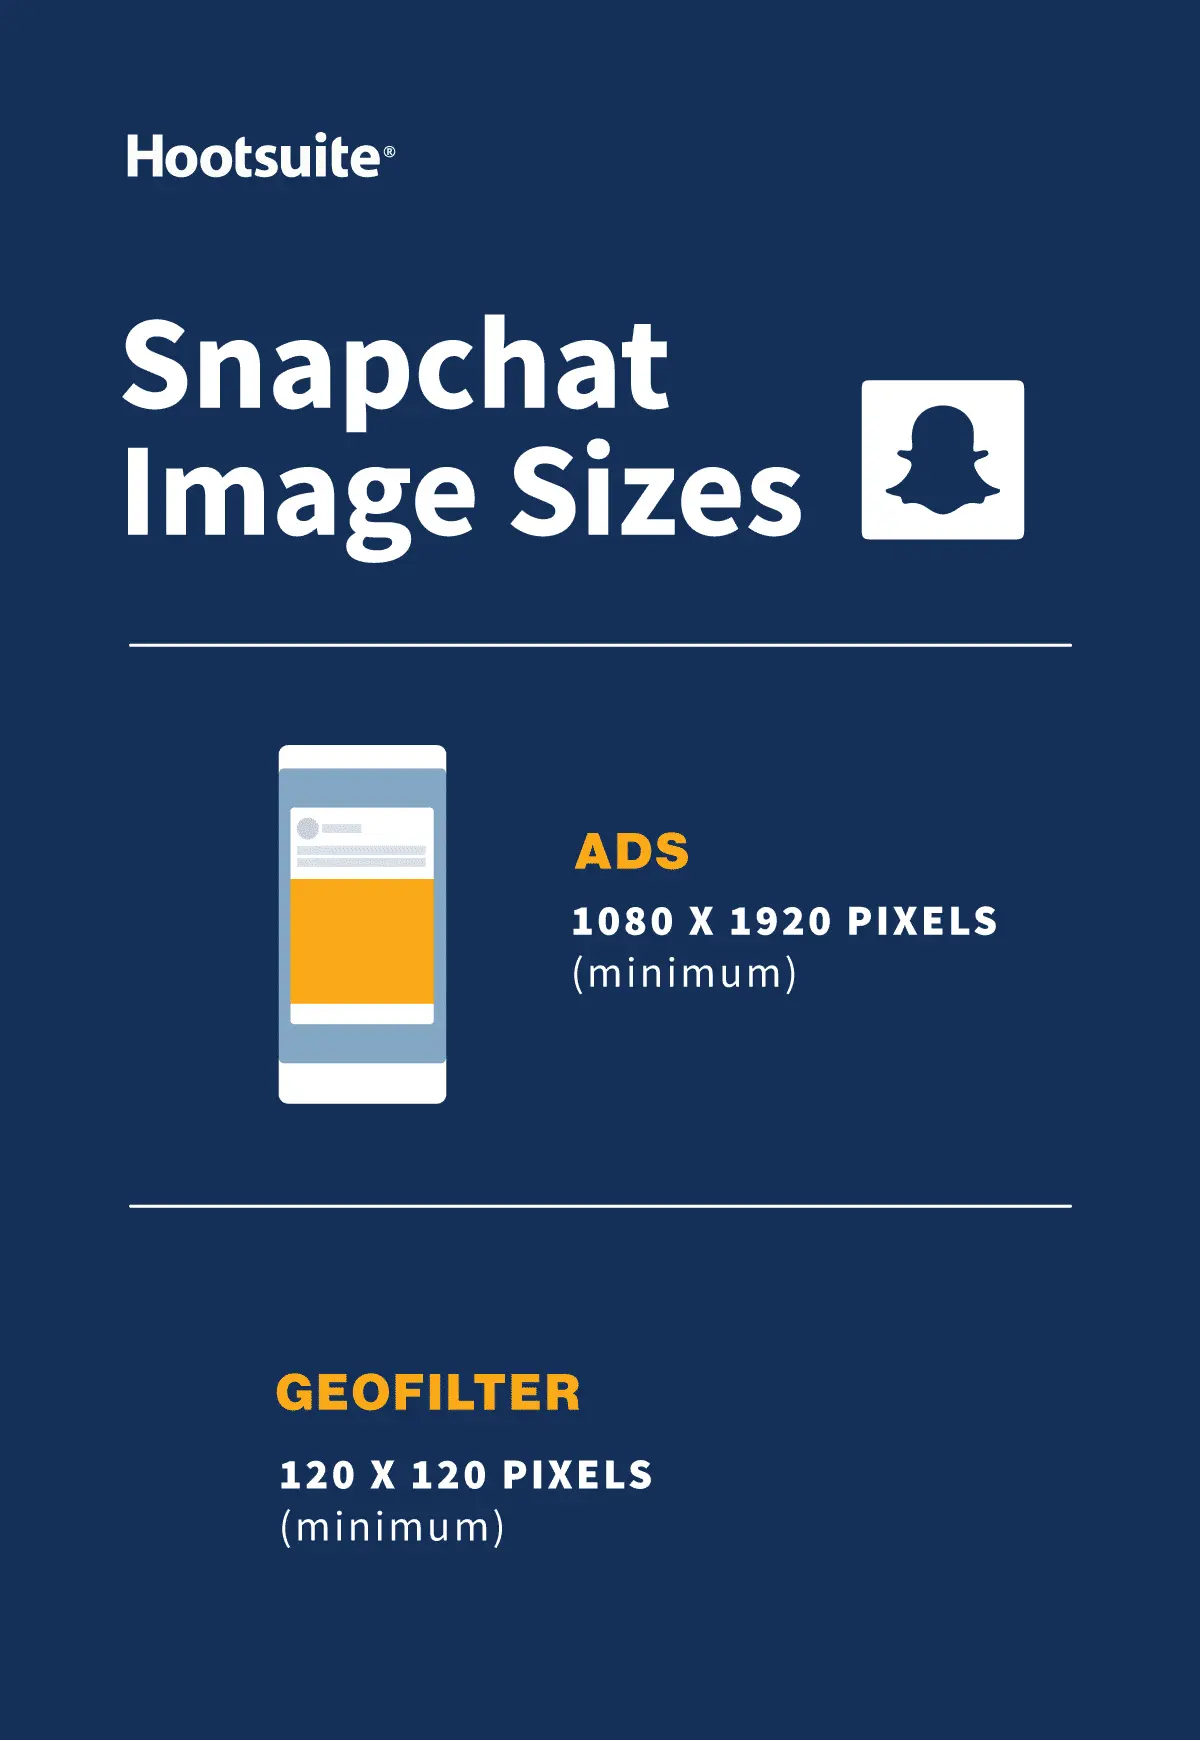 Hootsuite®
Snapchat
Image Sizes
ADS
1080 X 1920 PIXELS
(minimum)
GEOFILTER
120 X 120 PIXELS
(minimum)